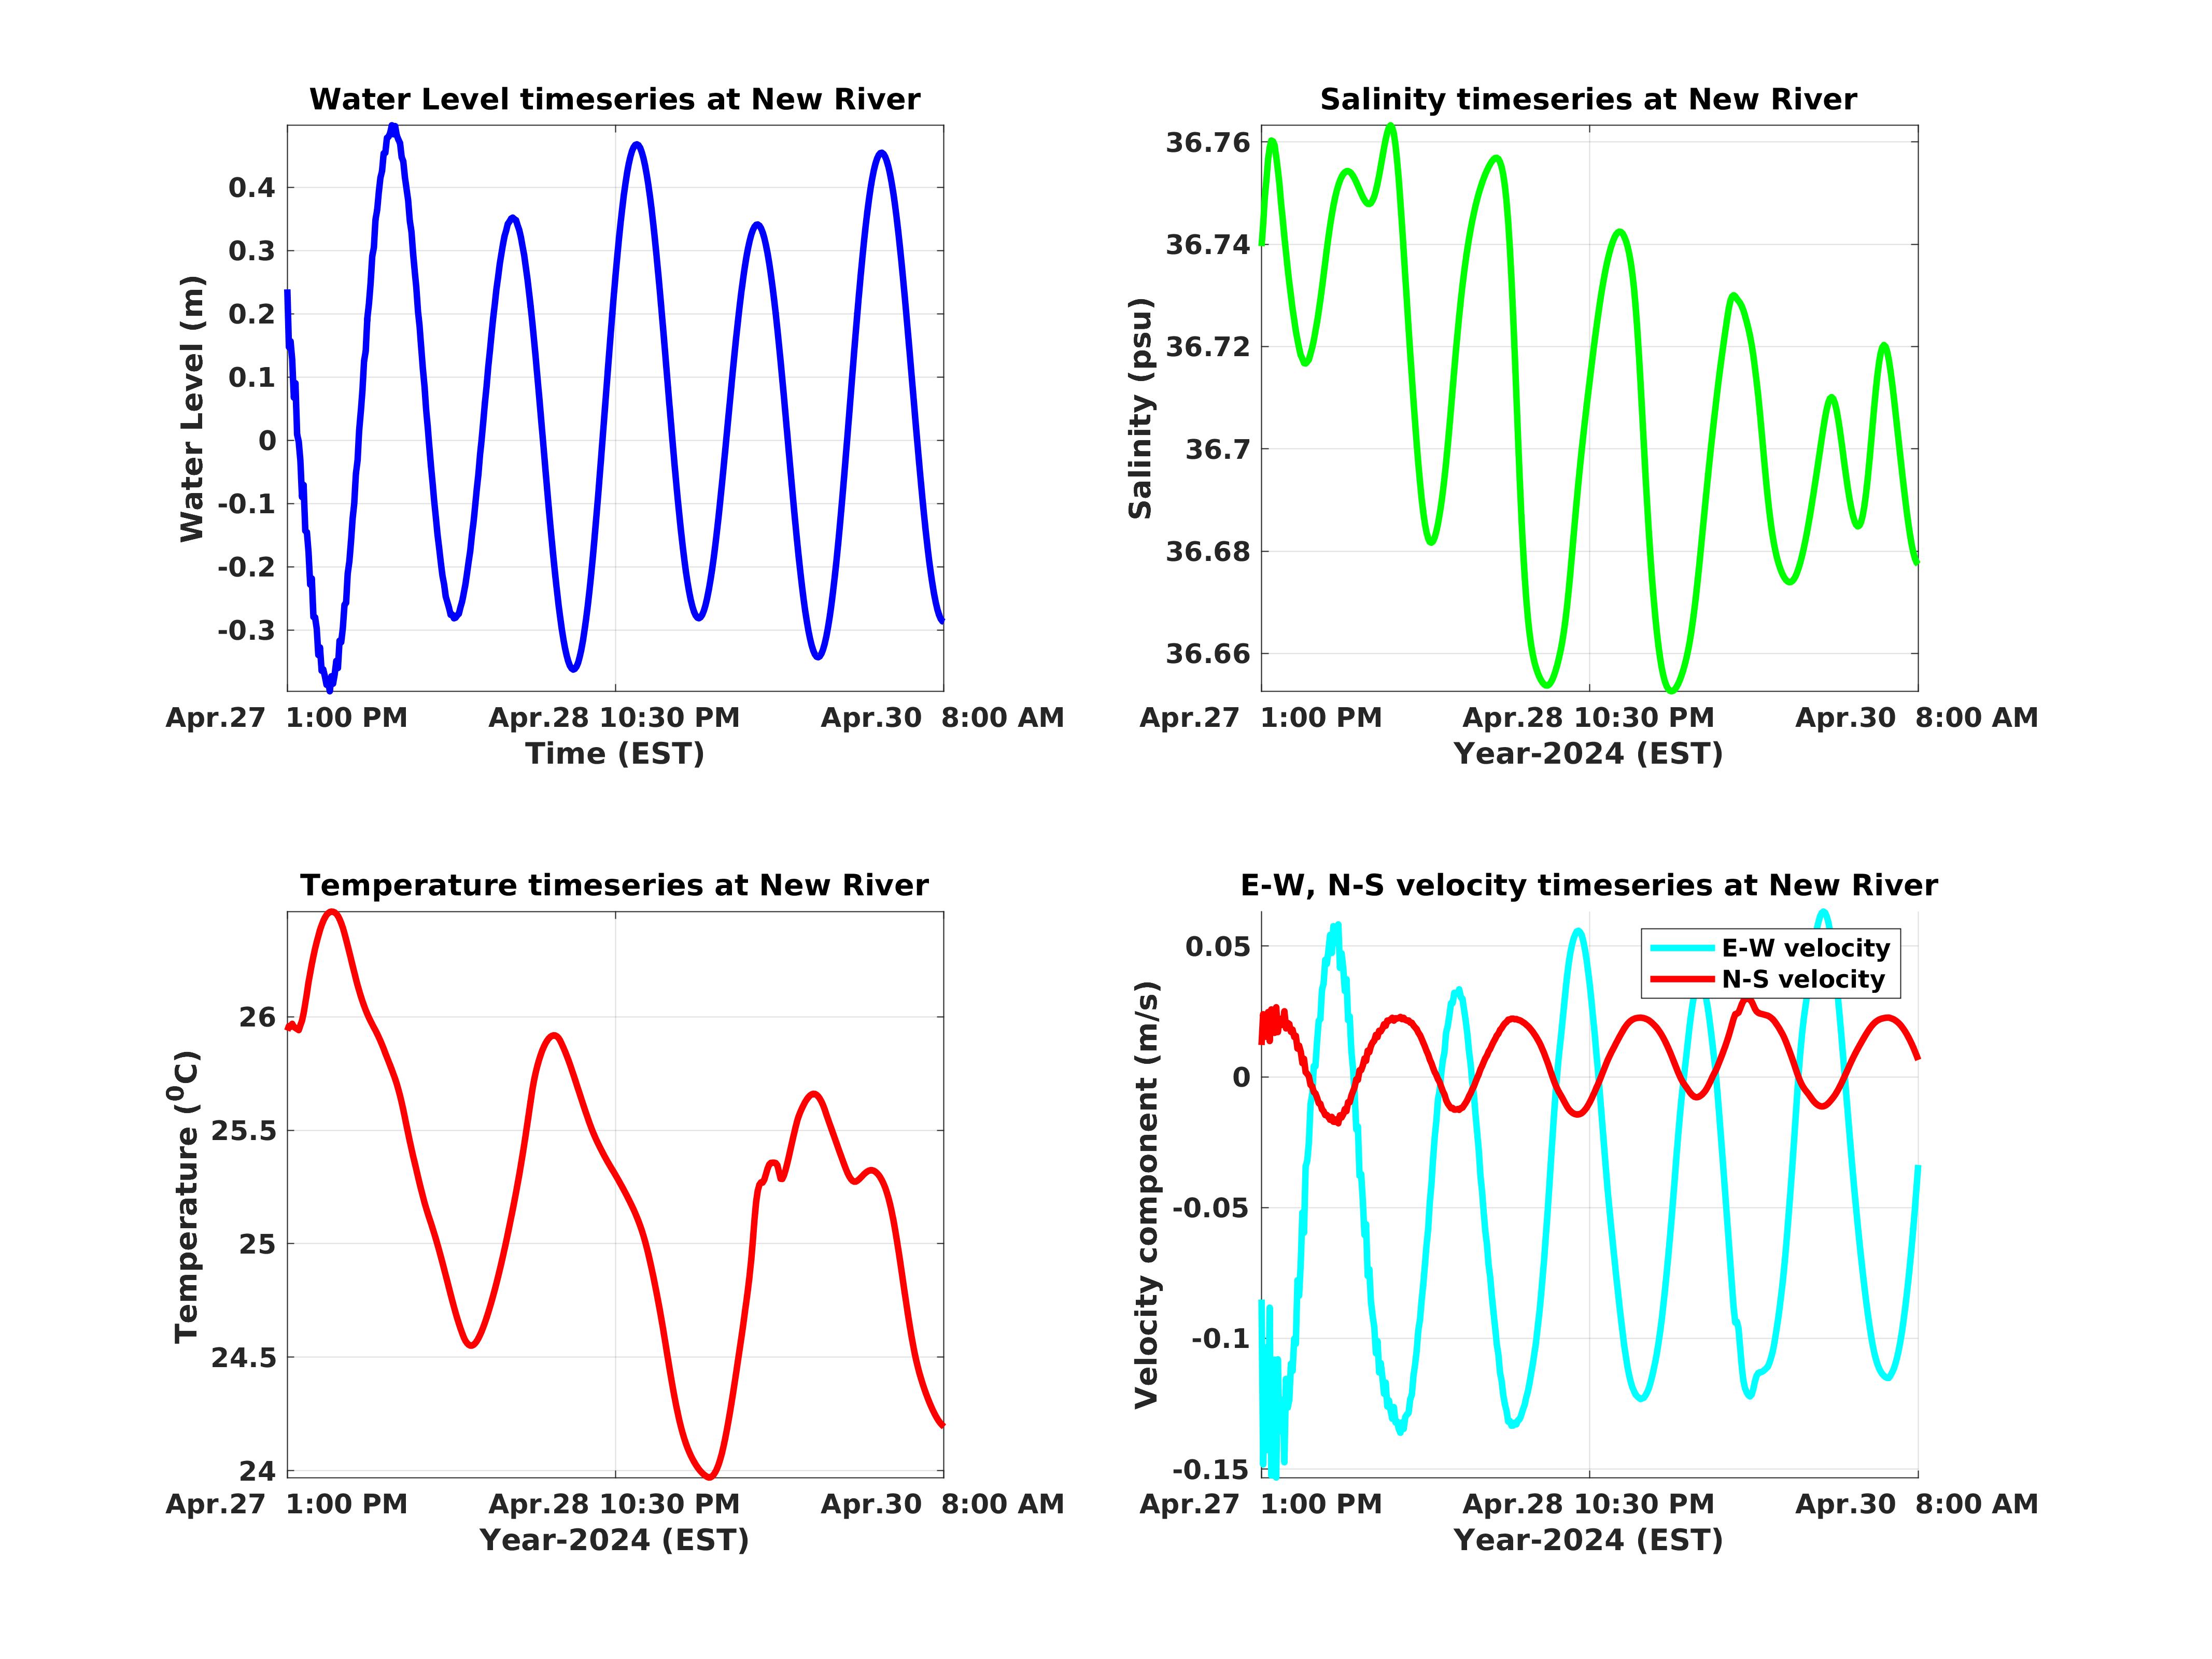 Water Level timeseries at New River
0.4
0.3
0.2
0.1
0
-0.1
-0.2
-0.3
Water Level (m)
Apr.27 1:00 PM
Apr.28 10:30 PM
Apr.30 8:00 AM
Time (EST)
Salinity timeseries at New River
36.76
36.74
36.72
36.7
36.68
36.66
Salinity (psu)
Apr.27 1:00 PM
Apr.28 10:30 PM
Apr.30 8:00 AM
Year-2024 (EST)
Temperature timeseries at New River
26
25.5
25
24.5
24
Temperature (⁰C)
Apr.27 1:00 PM
Apr.28 10:30 PM
Apr.30 8:00 AM
Year-2024 (EST)
E-W, N-S velocity timeseries at New River
E-W velocity
N-S velocity
0.05
0
-0.05
-0.1
-0.15
Velocity component (m/s)
Apr.27 1:00 PM
Apr.28 10:30 PM
Apr.30 8:00 AM
Year-2024 (EST)